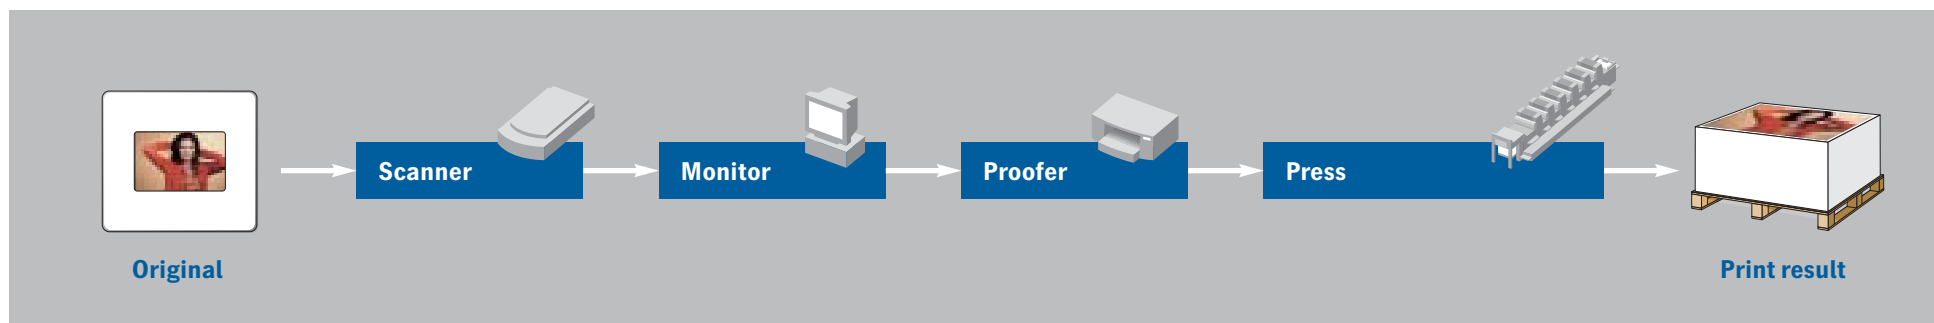 Scanner
Monitor
Proofer
Press
Original
Print result